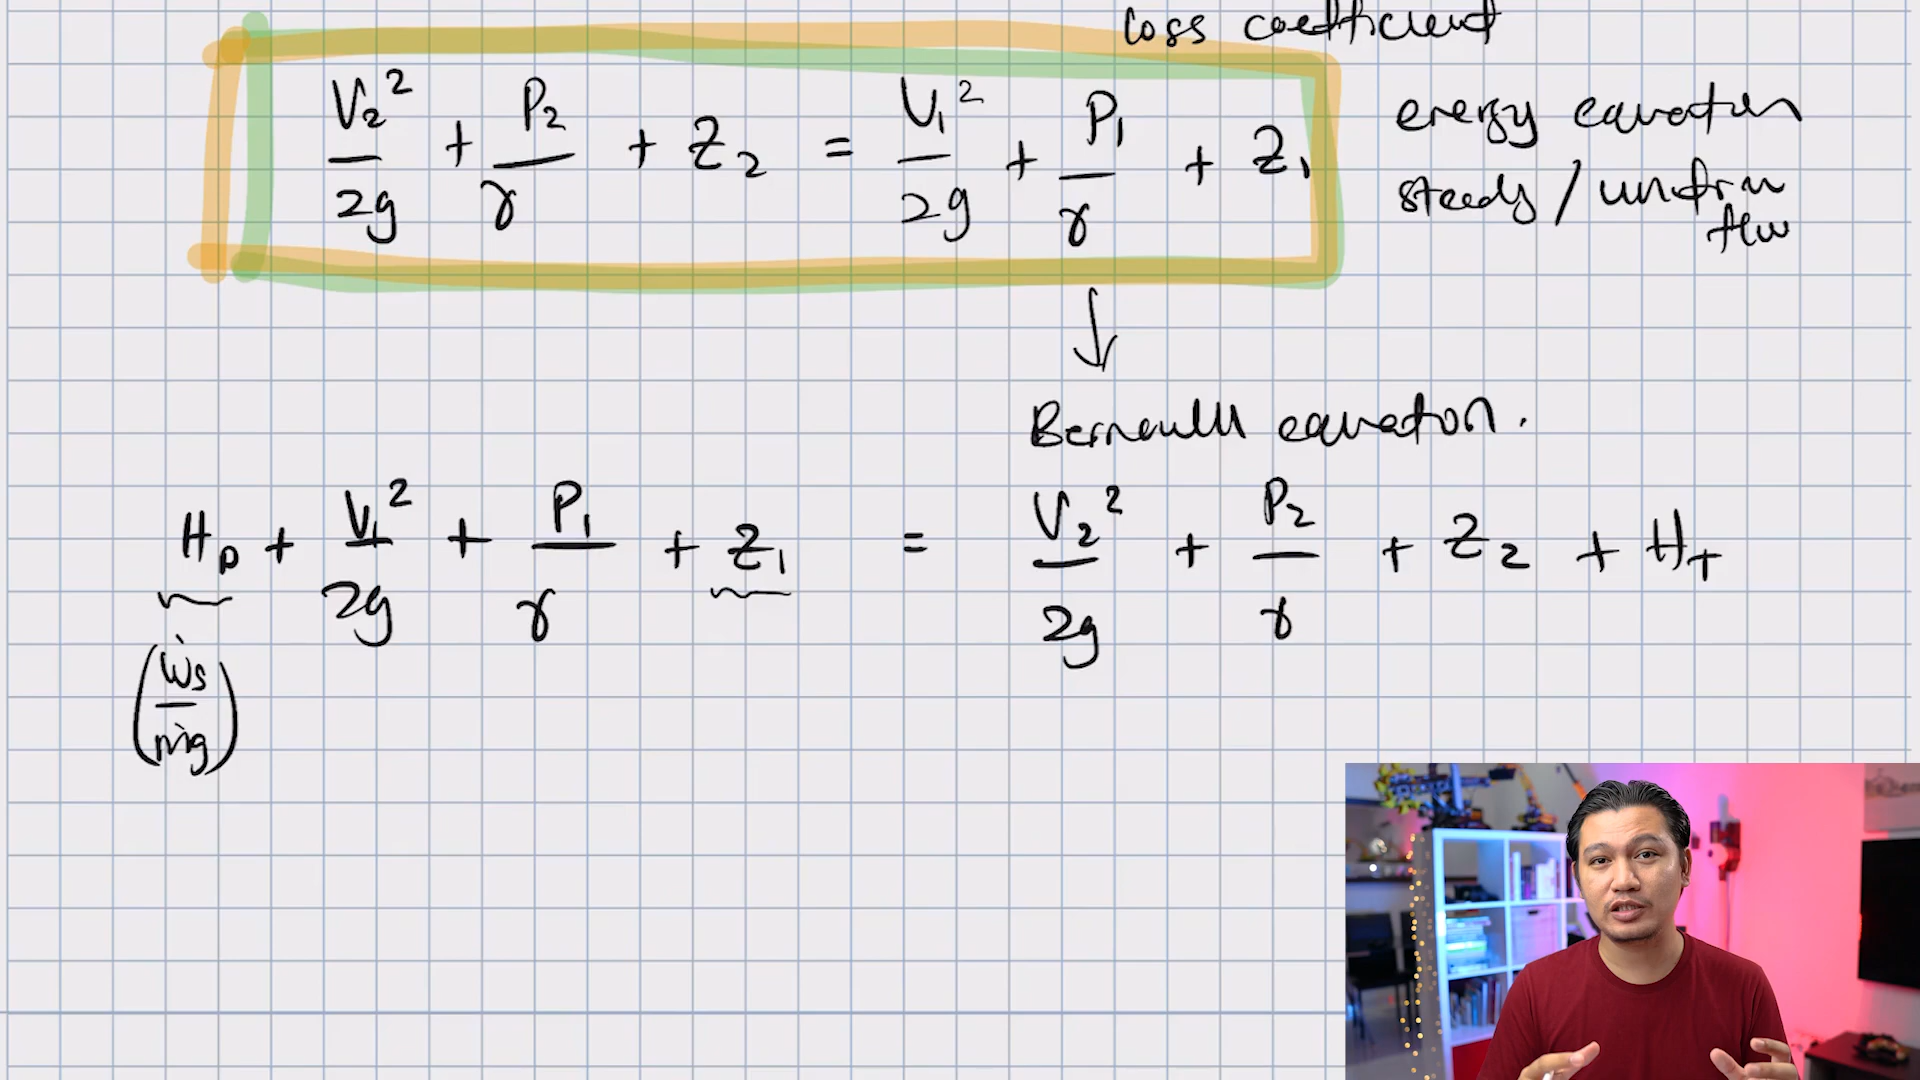 loss coefficient
V₂²/2g + P₂/γ + Z₂ = V₁²/2g + P₁/γ + Z₁
energy equation
steady / uniform
flow
↓
Bernoulli equation.
Hₚ + V₁²/2g + P₁/γ + Z₁ = V₂²/2g + P₂/γ + Z₂ + H_T
(Ẇs/ṁg)